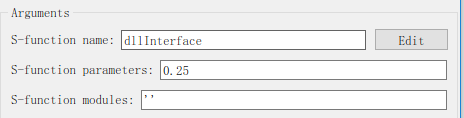 Arguments
S-function name: dllInterface Edit
S-function parameters: 0.25
S-function modules: ''